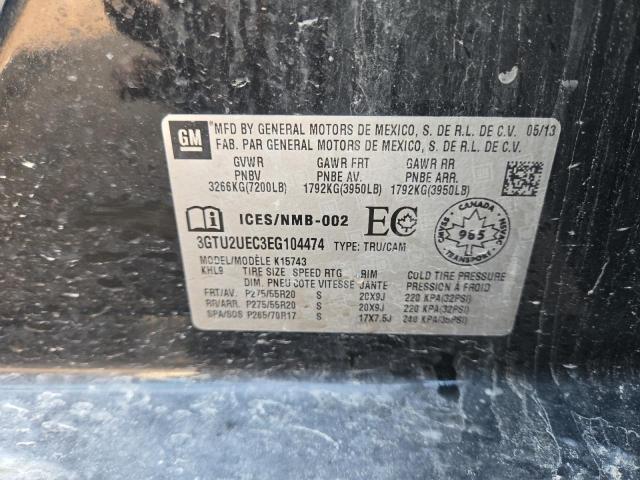 GM
MFD BY GENERAL MOTORS DE MEXICO, S. DE R.L. DE C.V. 05/13
FAB. PAR GENERAL MOTORS DE MEXICO, S. DE R.L. DE C.V.
GVWR GAWR FRT GAWR RR
PNBV PNBE AV. PNBE ARR.
3266KG(7200LB) 1792KG(3950LB) 1792KG(3950LB)
ICES/NMB-002 EC
CANADA
965
TRANSPORT
3GTU2UEC3EG104474 TYPE: TRU/CAM
MODEL/MODÈLE K15743
KHL9 TIRE SIZE SPEED RTG RIM COLD TIRE PRESSURE
DIM. PNEU COTE VITESSE JANTE PRESSION À FROID
FRT/AV. P275/55R20 S 20X9J 220 KPA(32PSI)
RR/ARR. P275/55R20 S 20X9J 220 KPA(32PSI)
SPA/SOS P265/70R17 S 17X7.5J 240 KPA(35PSI)